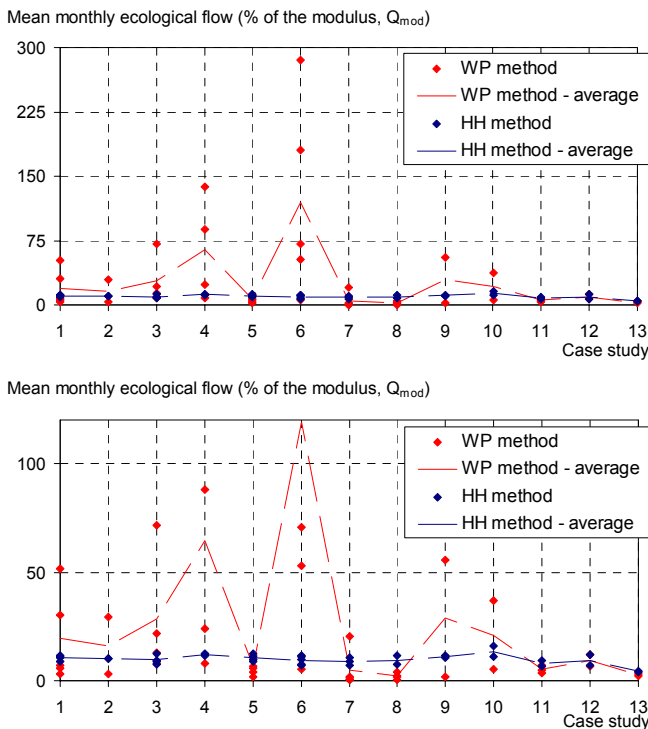 Mean monthly ecological flow (% of the modulus, Qmod)
300
225
150
75
0
WP method
WP method - average
HH method
HH method - average
1 2 3 4 5 6 7 8 9 10 11 12 13
Case study
Mean monthly ecological flow (% of the modulus, Qmod)
100
50
0
WP method
WP method - average
HH method
HH method - average
1 2 3 4 5 6 7 8 9 10 11 12 13
Case study